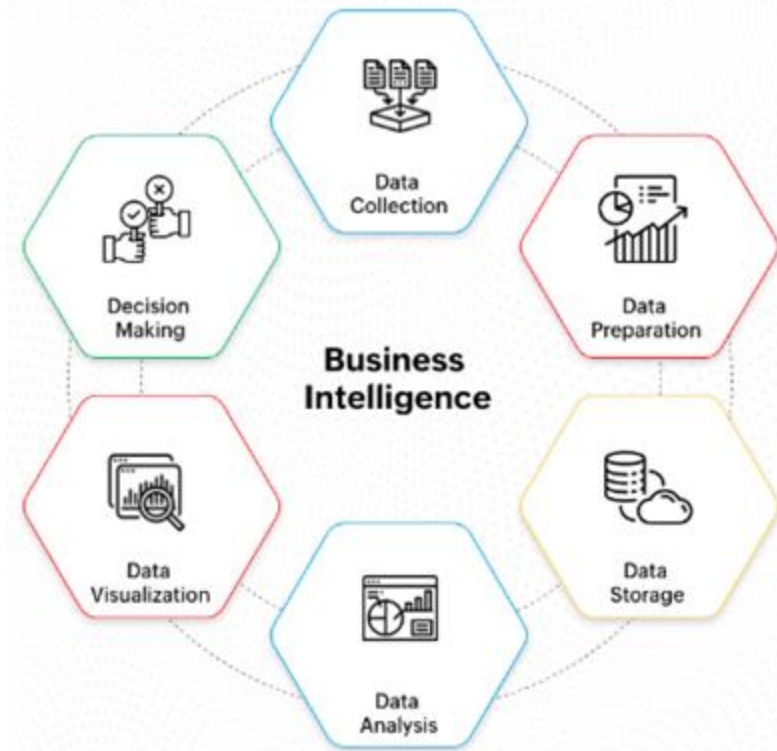 Data
Collection
Decision
Making
Data
Preparation
Business
Intelligence
Data
Visualization
Data
Storage
Data
Analysis